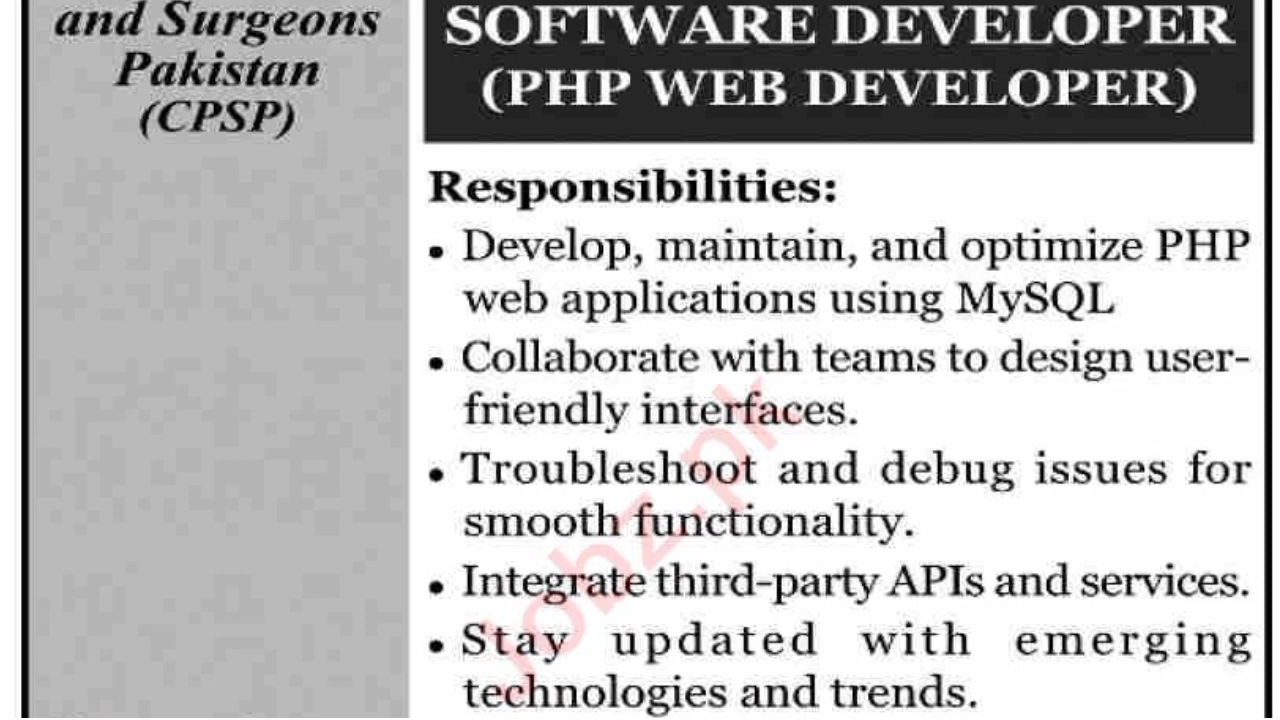 and Surgeons
Pakistan
(CPSP)
SOFTWARE DEVELOPER
(PHP WEB DEVELOPER)
Responsibilities:
• Develop, maintain, and optimize PHP
web applications using MySQL
• Collaborate with teams to design user-
friendly interfaces.
• Troubleshoot and debug issues for
smooth functionality.
• Integrate third-party APIs and services.
• Stay updated with emerging
technologies and trends.
Jobz.pk